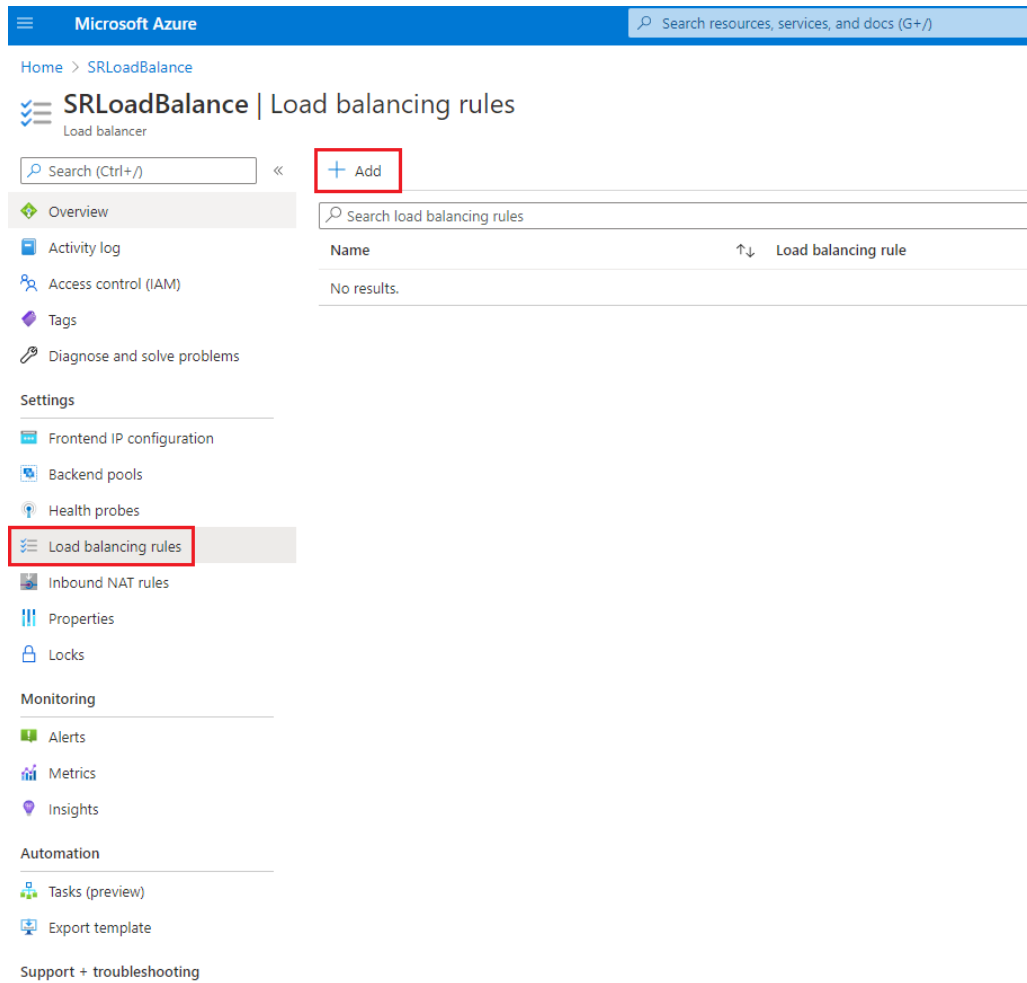 Microsoft Azure
Search resources, services, and docs (G+/)
Home > SRLoadBalance
SRLoadBalance | Load balancing rules
Load balancer
Search (Ctrl+/)
«
+ Add
Overview
Search load balancing rules
Activity log
Name ↑↓ Load balancing rule
Access control (IAM)
No results.
Tags
Diagnose and solve problems
Settings
Frontend IP configuration
Backend pools
Health probes
Load balancing rules
Inbound NAT rules
Properties
Locks
Monitoring
Alerts
Metrics
Insights
Automation
Tasks (preview)
Export template
Support + troubleshooting